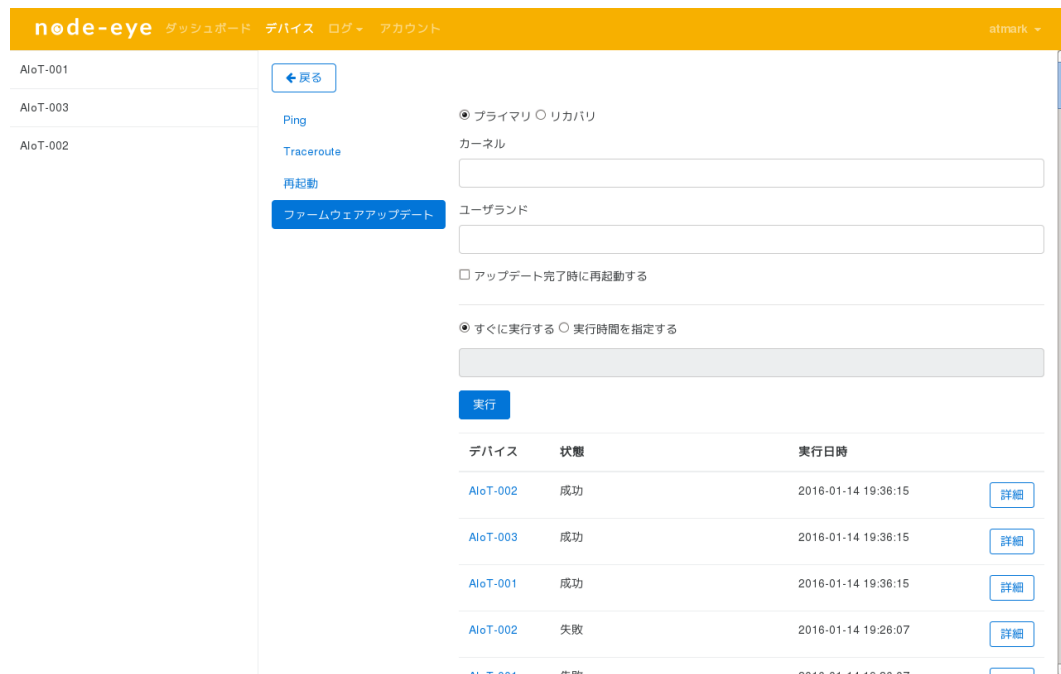 node-eye ダッシュボード デバイス ログ アカウント atmark
AIoT-001
AIoT-003
AIoT-002
戻る
Ping
Traceroute
再起動
ファームウェアアップデート
プライマリ リカバリ
カーネル
ユーザランド
アップデート完了時に再起動する
すぐに実行する 実行時間を指定する
実行
デバイス 状態 実行日時
AIoT-002 成功 2016-01-14 19:36:15 詳細
AIoT-003 成功 2016-01-14 19:36:15 詳細
AIoT-001 成功 2016-01-14 19:36:15 詳細
AIoT-002 失敗 2016-01-14 19:26:07 詳細